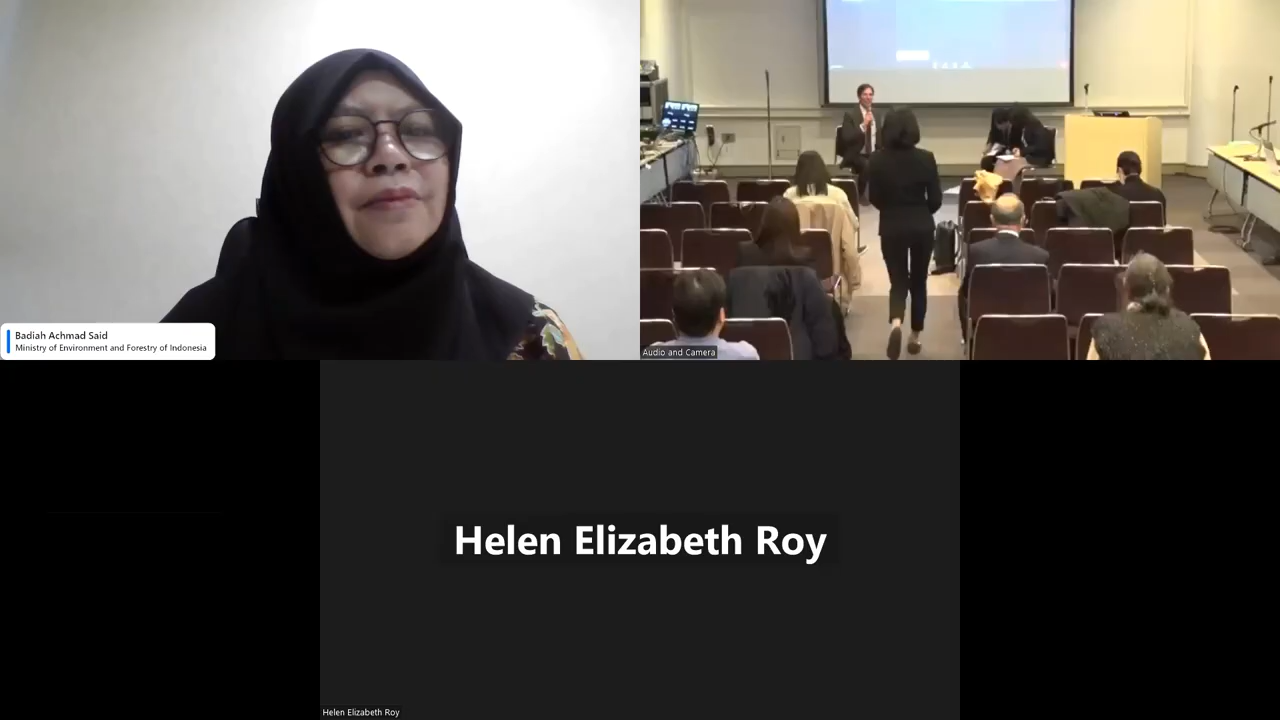 Badiah Achmad Said
Ministry of Environment and Forestry of Indonesia
Audio and Camera
Helen Elizabeth Roy
Helen Elizabeth Roy